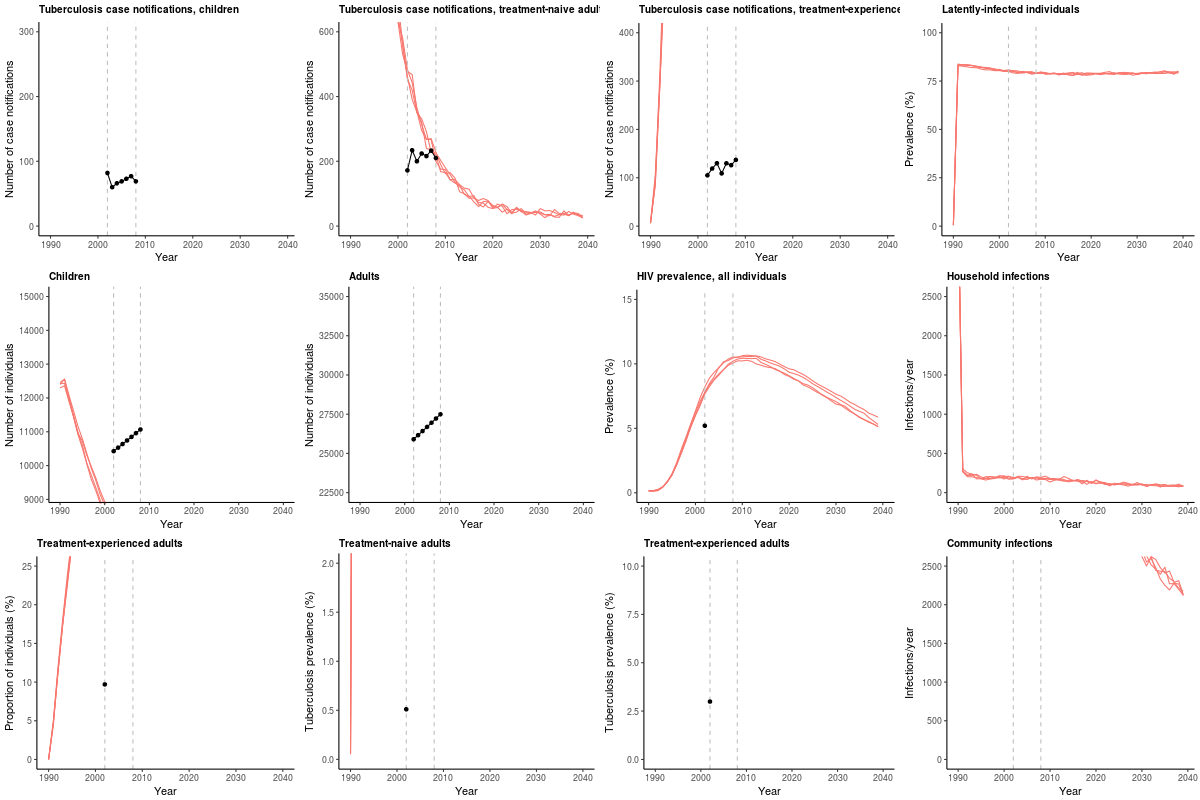 Tuberculosis case notifications, children
Number of case notifications
300
200
100
0
1990 2000 2010 2020 2030 2040
Year
Tuberculosis case notifications, treatment-naive adult
Number of case notifications
600
400
200
0
1990 2000 2010 2020 2030 2040
Year
Tuberculosis case notifications, treatment-experience
Number of case notifications
400
300
200
100
0
1990 2000 2010 2020 2030 2040
Year
Latently-infected individuals
Prevalence (%)
100
75
50
25
0
1990 2000 2010 2020 2030 2040
Year
Children
Number of individuals
15000
14000
13000
12000
11000
10000
9000
1990 2000 2010 2020 2030 2040
Year
Adults
Number of individuals
35000
32500
30000
27500
25000
22500
1990 2000 2010 2020 2030 2040
Year
HIV prevalence, all individuals
Prevalence (%)
15
10
5
0
1990 2000 2010 2020 2030 2040
Year
Household infections
Infections/year
2500
2000
1500
1000
500
0
1990 2000 2010 2020 2030 2040
Year
Treatment-experienced adults
Proportion of individuals (%)
25
20
15
10
5
0
1990 2000 2010 2020 2030 2040
Year
Treatment-naive adults
Tuberculosis prevalence (%)
2.0
1.5
1.0
0.5
0.0
1990 2000 2010 2020 2030 2040
Year
Treatment-experienced adults
Tuberculosis prevalence (%)
10.0
7.5
5.0
2.5
0.0
1990 2000 2010 2020 2030 2040
Year
Community infections
Infections/year
2500
2000
1500
1000
500
0
1990 2000 2010 2020 2030 2040
Year